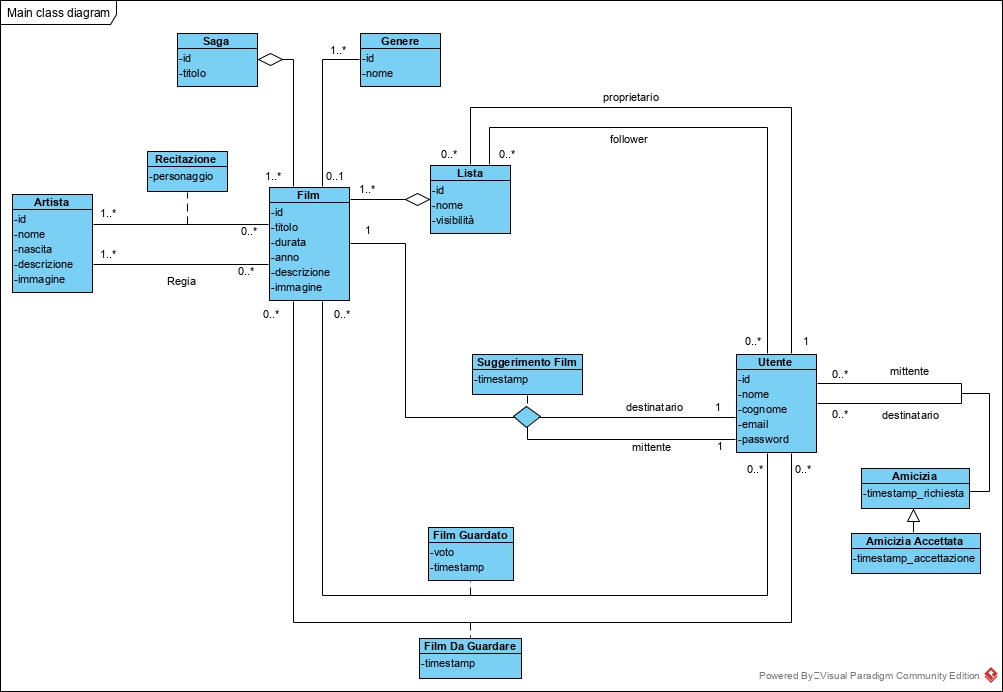 Main class diagram
Saga
-id
-titolo
1..*
Genere
-id
-nome
proprietario
follower
Recitazione
-personaggio
0..*
0..*
Lista
-id
-nome
-visibilità
1..*
0..1
1..*
Artista
-id
-nome
-nascita
-descrizione
-immagine
1..*
0..*
1..*
0..*
Regia
Film
-id
-titolo
-durata
-anno
-descrizione
-immagine
1
0..*
0..*
0..*
1
Suggerimento Film
-timestamp
Utente
-id
-nome
-cognome
-email
-password
0..*
mittente
0..*
destinatario
destinatario
1
mittente
1
0..*
0..*
Amicizia
-timestamp_richiesta
Amicizia Accettata
-timestamp_accettazione
Film Guardato
-voto
-timestamp
Film Da Guardare
-timestamp
Powered By Visual Paradigm Community Edition